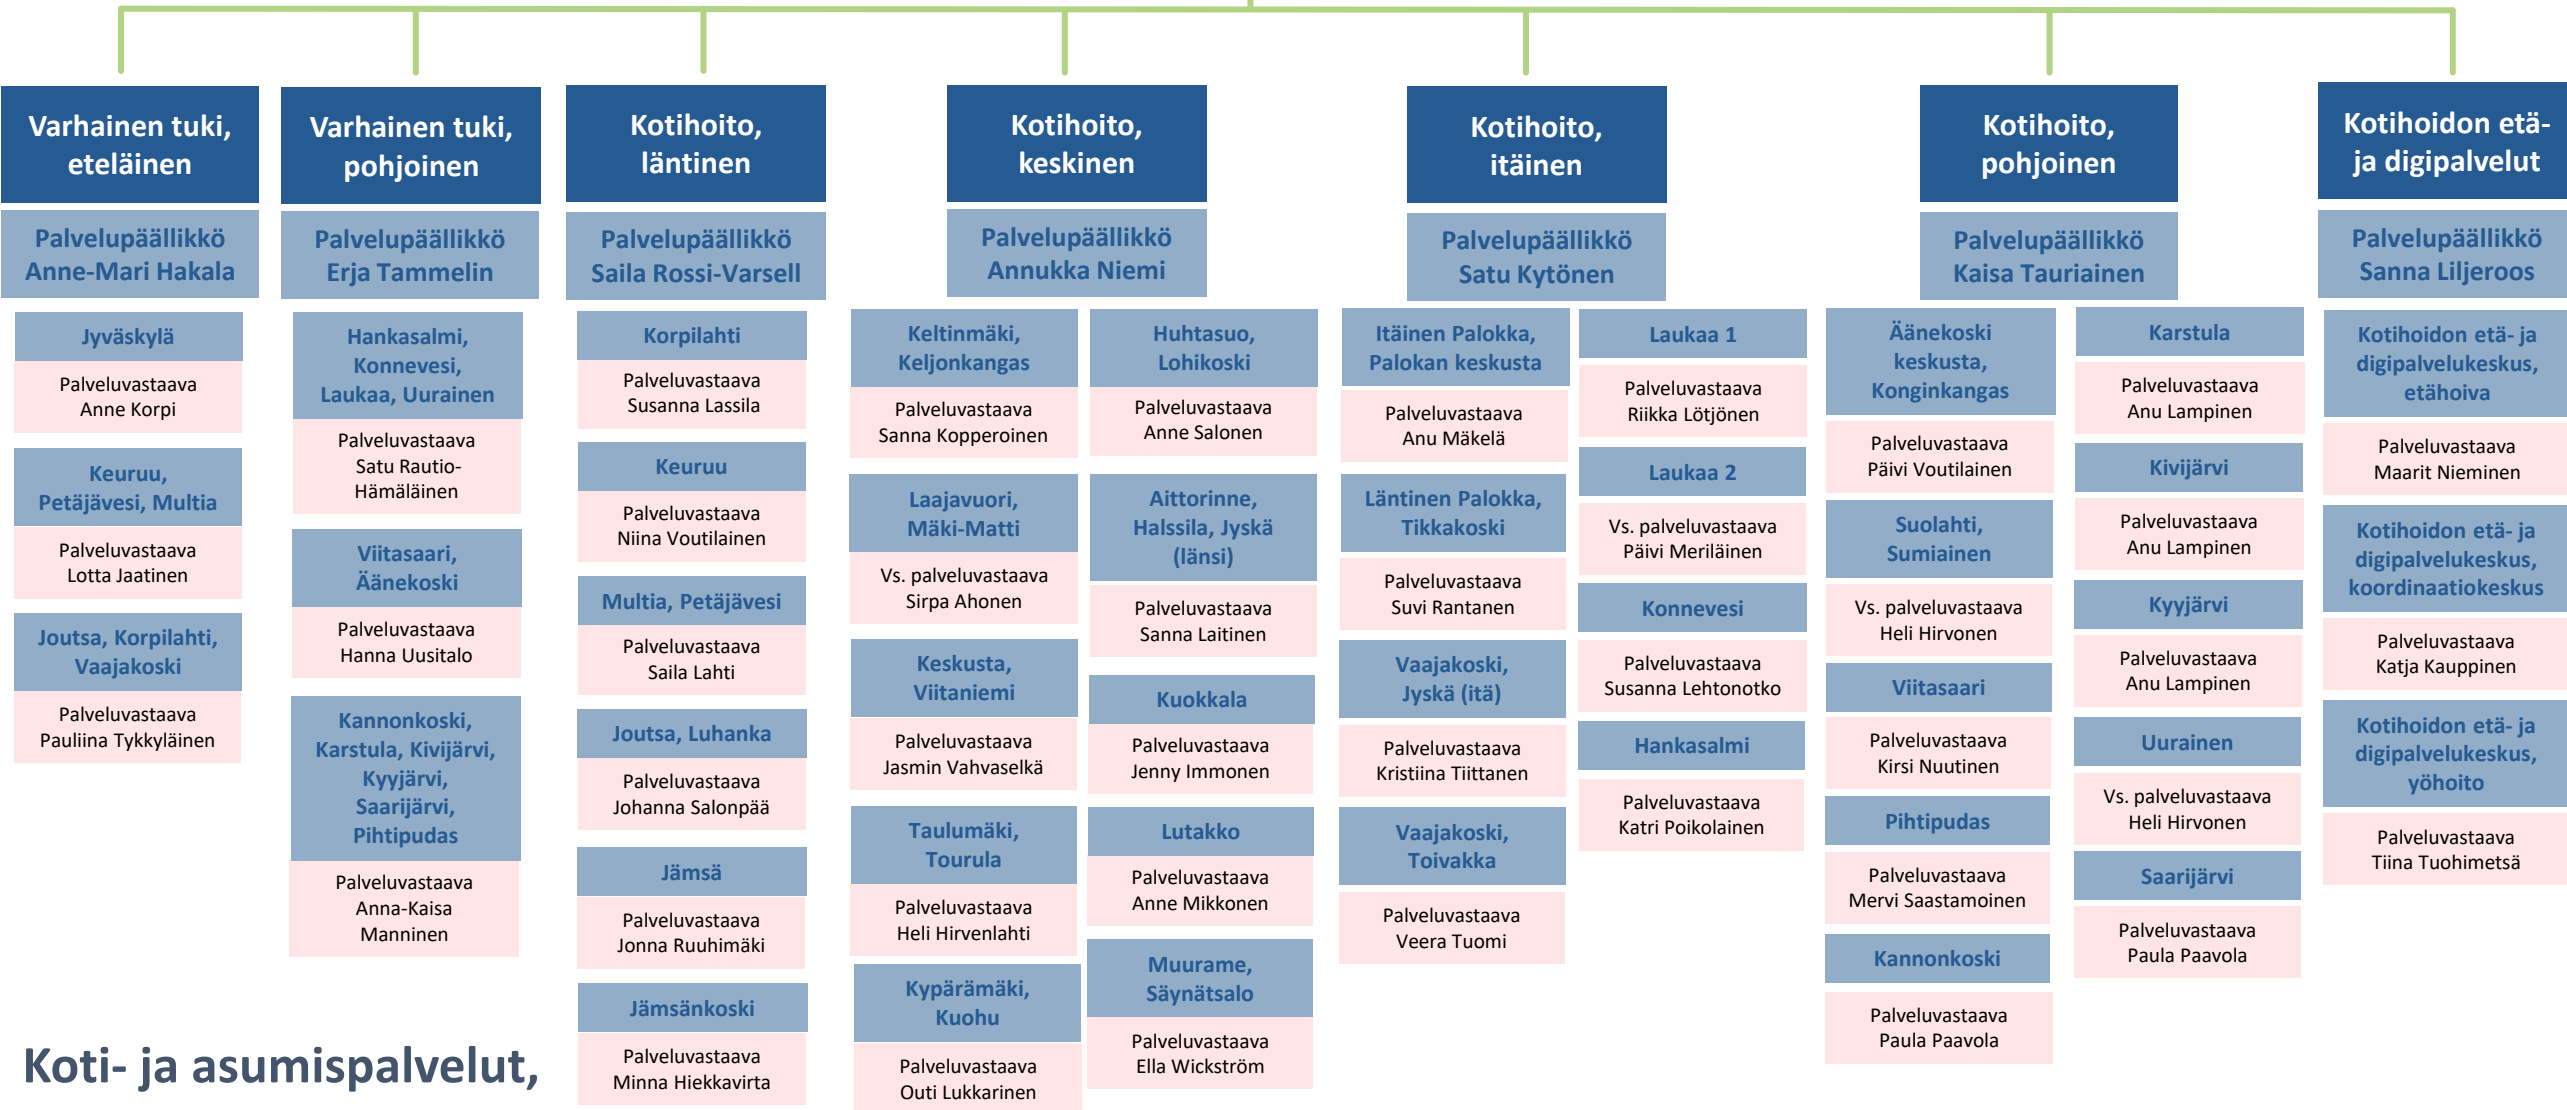 Varhainen tuki,
eteläinen
Palvelupäällikkö
Anne-Mari Hakala
Jyväskylä
Palveluvastaava
Anne Korpi
Keuruu,
Petäjävesi, Multia
Palveluvastaava
Lotta Jaatinen
Joutsa, Korpilahti,
Vaajakoski
Palveluvastaava
Pauliina Tykkyläinen
Varhainen tuki,
pohjoinen
Palvelupäällikkö
Erja Tammelin
Hankasalmi,
Konnevesi,
Laukaa, Uurainen
Palveluvastaava
Satu Rautio-
Hämäläinen
Viitasaari,
Äänekoski
Palveluvastaava
Hanna Uusitalo
Kannonkoski,
Karstula, Kivijärvi,
Kyyjärvi,
Saarijärvi,
Pihtipudas
Palveluvastaava
Anna-Kaisa
Manninen
Kotihoito,
läntinen
Palvelupäällikkö
Saila Rossi-Varsell
Korpilahti
Palveluvastaava
Susanna Lassila
Keuruu
Palveluvastaava
Niina Voutilainen
Multia, Petäjävesi
Palveluvastaava
Saila Lahti
Joutsa, Luhanka
Palveluvastaava
Johanna Salonpää
Jämsä
Palveluvastaava
Jonna Ruuhimäki
Jämsänkoski
Palveluvastaava
Minna Hiekkavirta
Kotihoito,
keskinen
Palvelupäällikkö
Annukka Niemi
Keltinmäki,
Keljonkangas
Palveluvastaava
Sanna Kopperoinen
Laajavuori,
Mäki-Matti
Vs. palveluvastaava
Sirpa Ahonen
Keskusta,
Viitaniemi
Palveluvastaava
Jasmin Vahvaselkä
Taulumäki,
Tourula
Palveluvastaava
Heli Hirvenlahti
Kypärämäki,
Kuohu
Palveluvastaava
Outi Lukkarinen
Huhtasuo,
Lohikoski
Palveluvastaava
Anne Salonen
Aittorinne,
Halssila, Jyskä
(länsi)
Palveluvastaava
Sanna Laitinen
Kuokkala
Palveluvastaava
Jenny Immonen
Lutakko
Palveluvastaava
Anne Mikkonen
Muurame,
Säynätsalo
Palveluvastaava
Ella Wickström
Kotihoito,
itäinen
Palvelupäällikkö
Satu Kytönen
Itäinen Palokka,
Palokan keskusta
Palveluvastaava
Anu Mäkelä
Läntinen Palokka,
Tikkakoski
Palveluvastaava
Suvi Rantanen
Vaajakoski,
Jyskä (itä)
Palveluvastaava
Kristiina Tiittanen
Vaajakoski,
Toivakka
Palveluvastaava
Veera Tuomi
Laukaa 1
Palveluvastaava
Riikka Lötjönen
Laukaa 2
Vs. palveluvastaava
Päivi Meriläinen
Konnevesi
Palveluvastaava
Susanna Lehtonotko
Hankasalmi
Palveluvastaava
Katri Poikolainen
Kotihoito,
pohjoinen
Palvelupäällikkö
Kaisa Tauriainen
Äänekoski
keskusta,
Konginkangas
Palveluvastaava
Päivi Voutilainen
Suolahti,
Sumiainen
Vs. palveluvastaava
Heli Hirvonen
Viitasaari
Palveluvastaava
Kirsi Nuutinen
Pihtipudas
Palveluvastaava
Mervi Saastamoinen
Kannonkoski
Palveluvastaava
Paula Paavola
Karstula
Palveluvastaava
Anu Lampinen
Kivijärvi
Palveluvastaava
Anu Lampinen
Kyyjärvi
Palveluvastaava
Anu Lampinen
Uurainen
Vs. palveluvastaava
Heli Hirvonen
Saarijärvi
Palveluvastaava
Paula Paavola
Kotihoidon etä-
ja digipalvelut
Palvelupäällikkö
Sanna Liljeroos
Kotihoidon etä- ja
digipalvelukeskus,
etähoiva
Palveluvastaava
Maarit Nieminen
Kotihoidon etä- ja
digipalvelukeskus,
koordinaatiokeskus
Palveluvastaava
Katja Kauppinen
Kotihoidon etä- ja
digipalvelukeskus,
yöhoito
Palveluvastaava
Tiina Tuohimetsä
Koti- ja asumispalvelut,